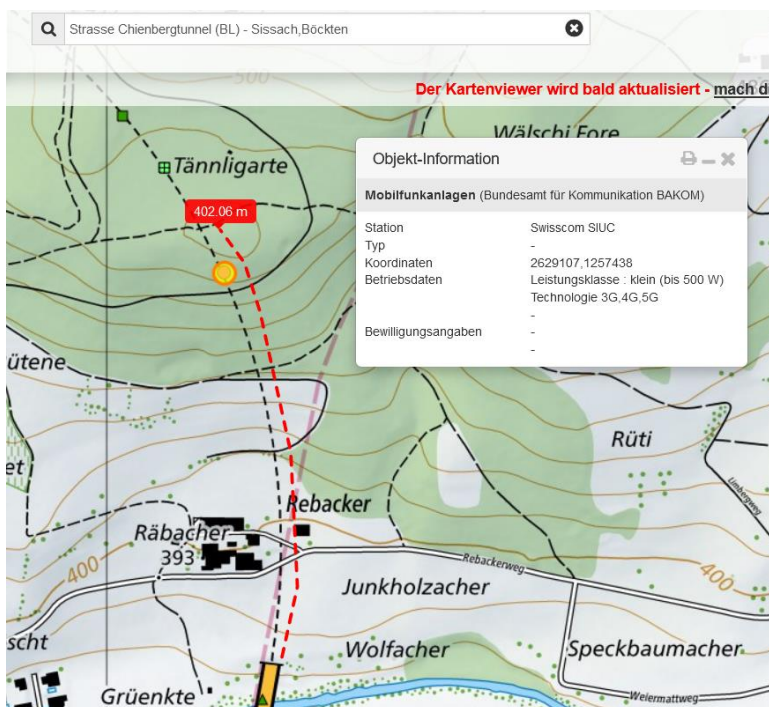 Strasse Chienbergtunnel (BL) - Sissach,Böckten
500
Der Kartenviewer wird bald aktualisiert - mach d
Wälschi Fore
Tännligarte
Objekt-Information
Mobilfunkanlagen (Bundesamt für Kommunikation BAKOM)
402.06 m
Station Swisscom SIUC
Typ -
Koordinaten 2629107,1257438
Betriebsdaten Leistungsklasse : klein (bis 500 W)
Technologie 3G,4G,5G
-
Bewilligungsangaben -
-
ütene
Rüti
et
Limbergweg
Rebacker
Räbacher
393
400
Rebackerweg
400
Junkholzacher
scht
Wolfacher
Speckbaumacher
Grüenkte
Weiermattweg